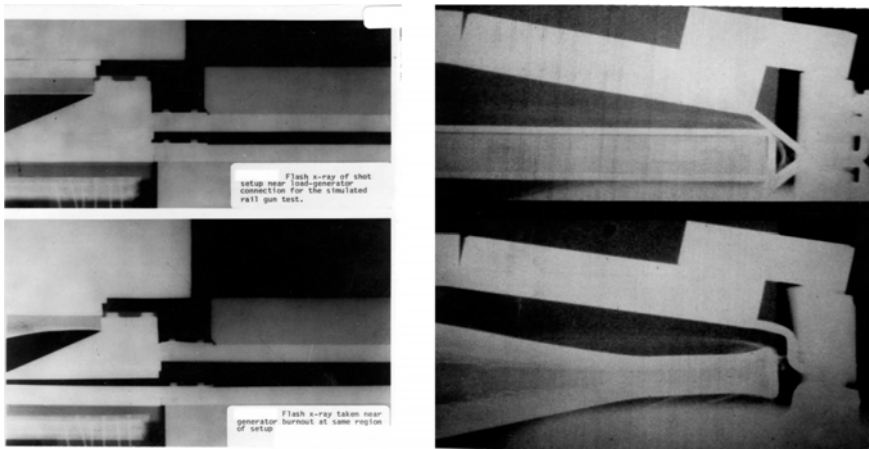 Flash x-ray of shot
setup near load-generator
connection for the simulated
rail gun test.
Flash x-ray taken near
generator burnout at same region
of setup